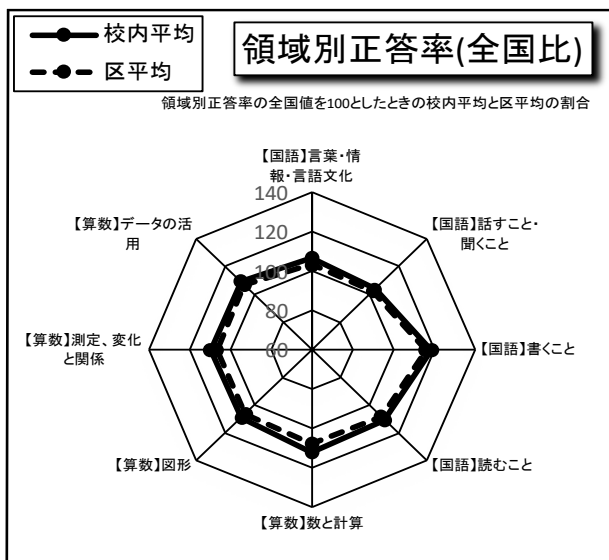 校内平均
区平均
領域別正答率(全国比)
領域別正答率の全国値を100としたときの校内平均と区平均の割合
【国語】言葉・情
報・言語文化
【国語】話すこと・
聞くこと
【国語】書くこと
【国語】読むこと
【算数】数と計算
【算数】図形
【算数】測定、変化
と関係
【算数】データの活
用
140
120
100
80
60